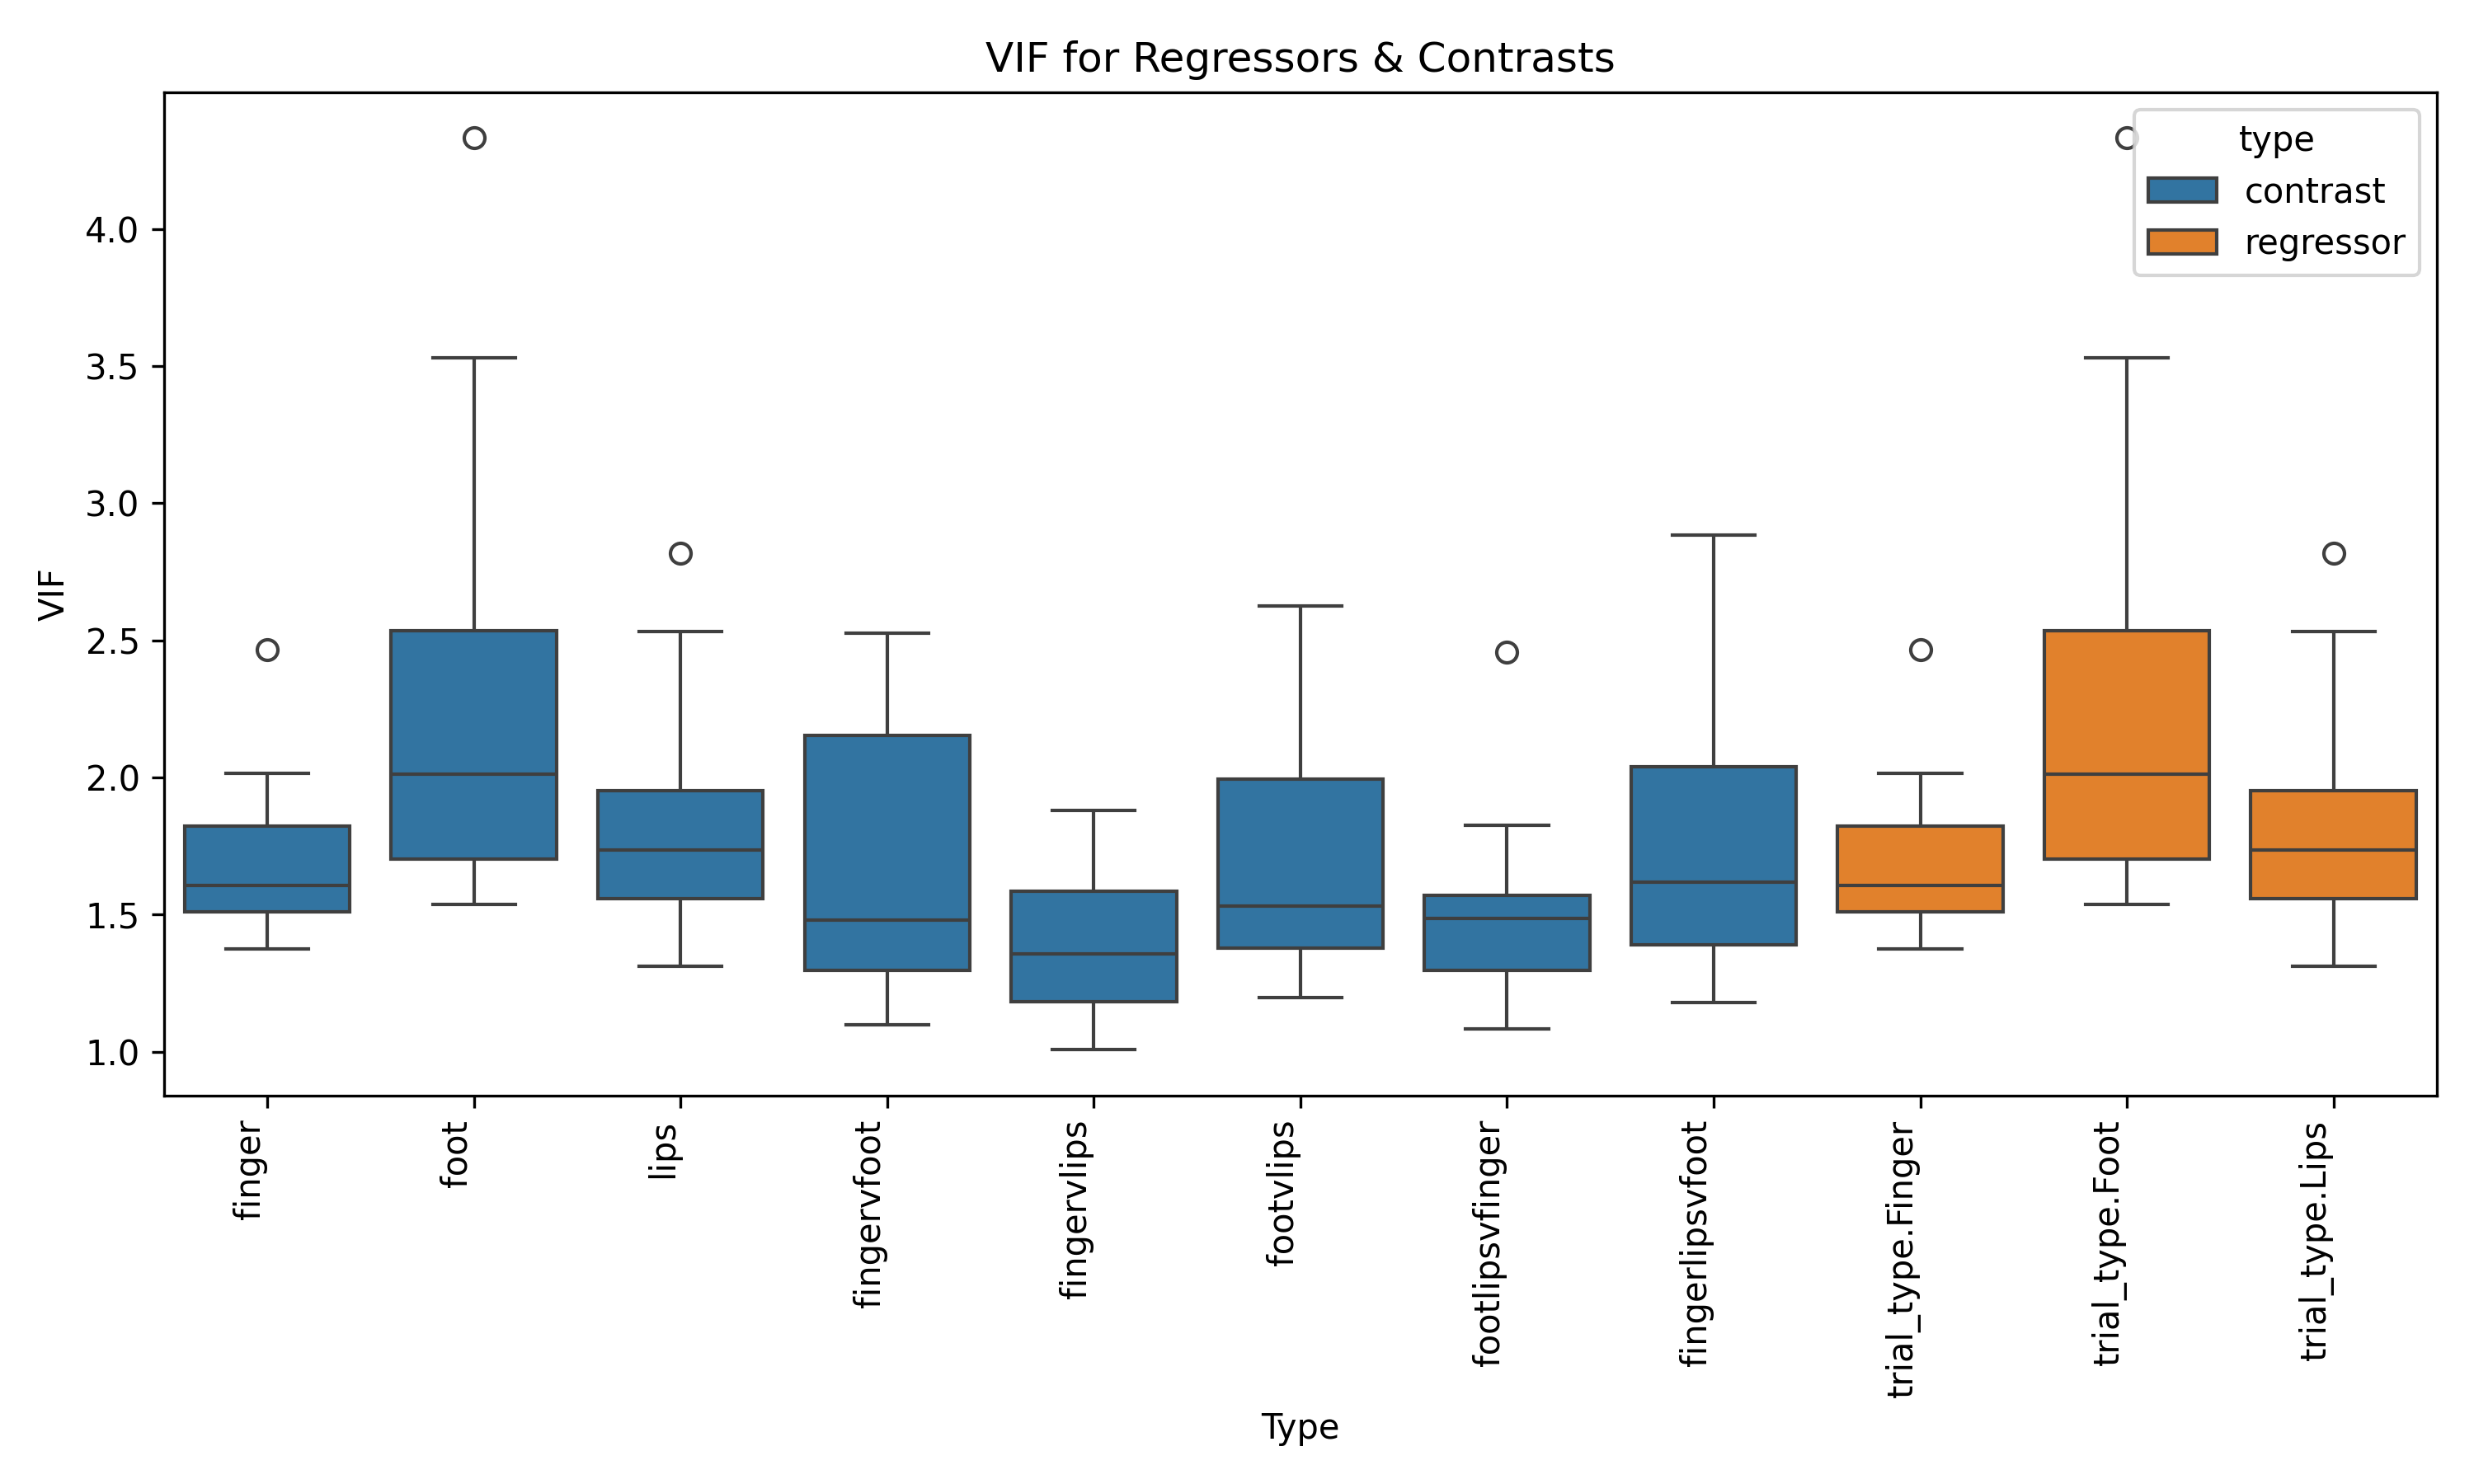 VIF for Regressors & Contrasts
type
contrast
regressor
VIF
4.0
3.5
3.0
2.5
2.0
1.5
1.0
finger
foot
lips
fingervfoot
fingervlips
footvlips
footlipsvfinger
fingerlipsvfoot
trial_type.Finger
trial_type.Foot
trial_type.Lips
Type